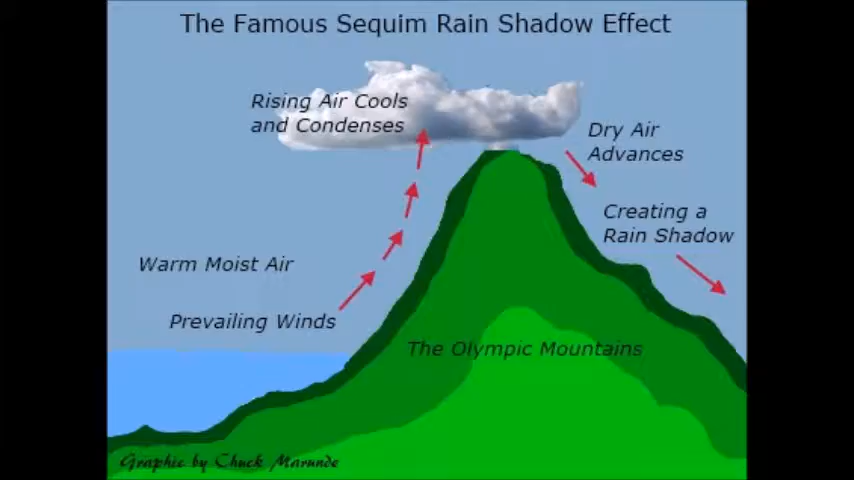 The Famous Sequim Rain Shadow Effect
Rising Air Cools
and Condenses
Dry Air
Advances
Creating a
Rain Shadow
Warm Moist Air
Prevailing Winds
The Olympic Mountains
Graphic by Chuck Marunde